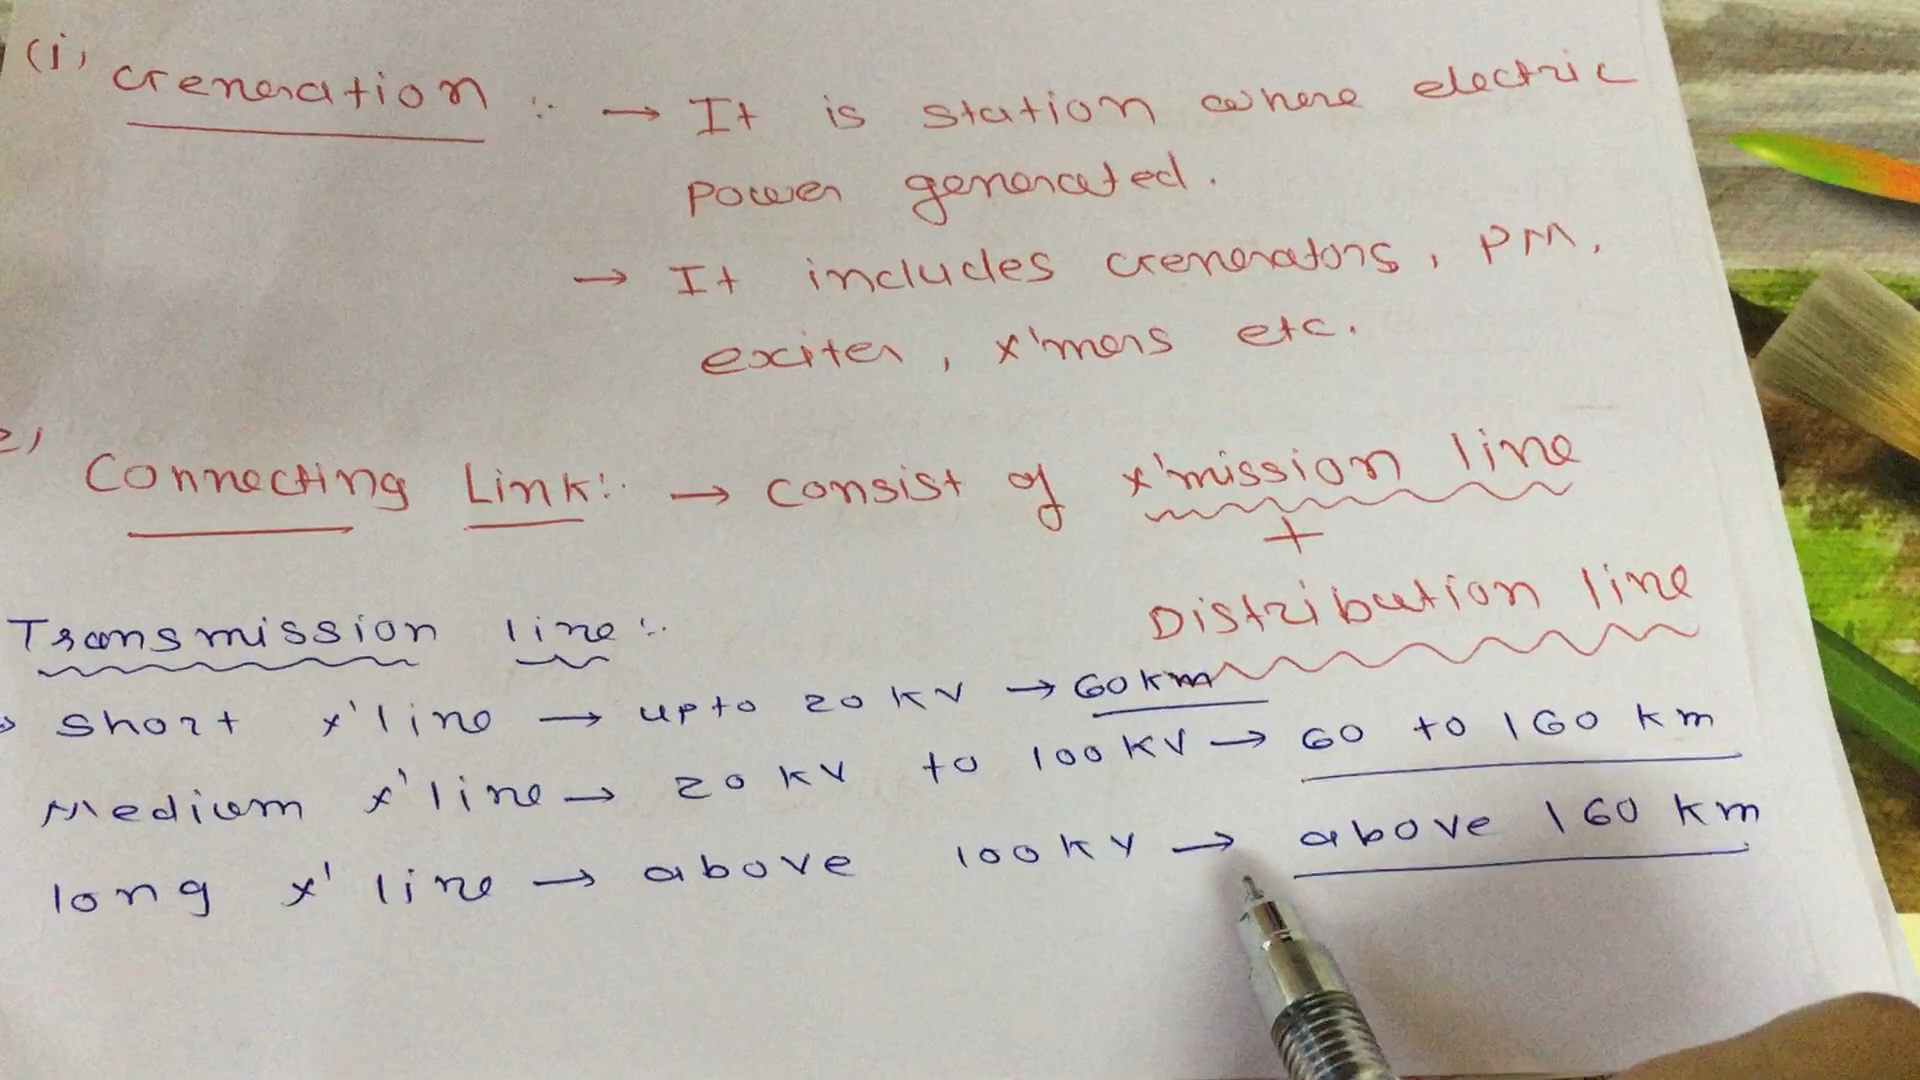 (i) Generation :- → It is station where electric
power generated.
→ It includes Generators, PM,
exciter, x'mers etc.
2) Connecting Link:- → consist of x'mission line
+
Distribution line
Transmission line:-
→ short x'line → upto 20 KV → 60 km
Medium x'line → 20 KV to 100 KV → 60 to 160 km
long x'line → above 100 KV → above 160 km